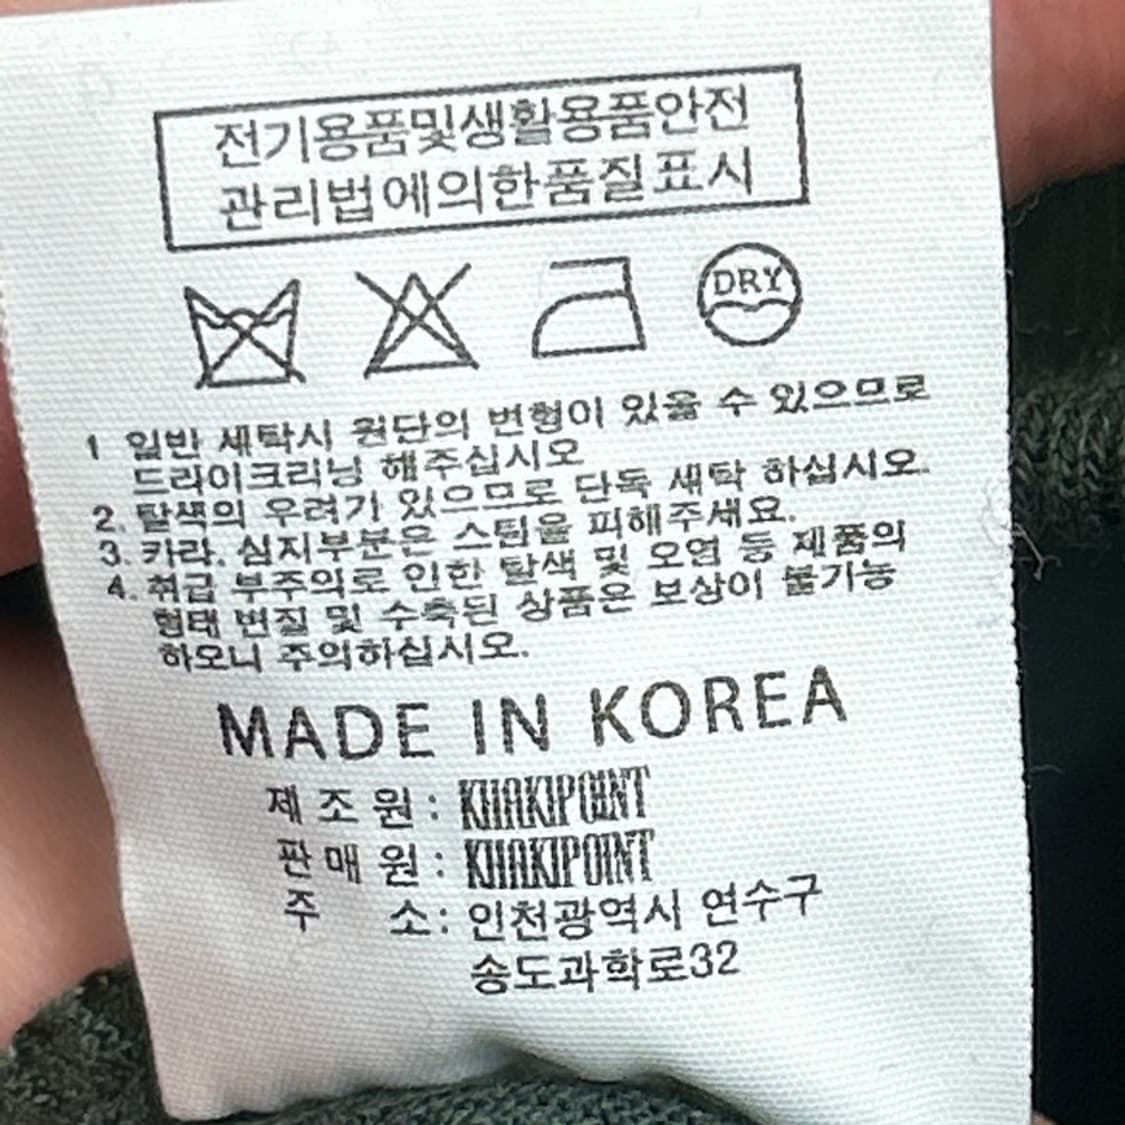 전기용품및생활용품안전
관리법에의한품질표시
DRY
1 일반 세탁시 원단의 변형이 있을 수 있으므로
드라이크리닝 해주십시오
2. 탈색의 우려가 있으므로 단독 세탁 하십시오.
3. 카라, 심지부분은 스팀을 피해주세요.
4. 취급 부주의로 인한 탈색 및 오염 등 제품의
형태 변질 및 수축된 상품은 보상이 불가능
하오니 주의하십시오.
MADE IN KOREA
제 조 원 : KHAKIPOINT
판 매 원 : KHAKIPOINT
주 소 : 인천광역시 연수구
송도과학로32